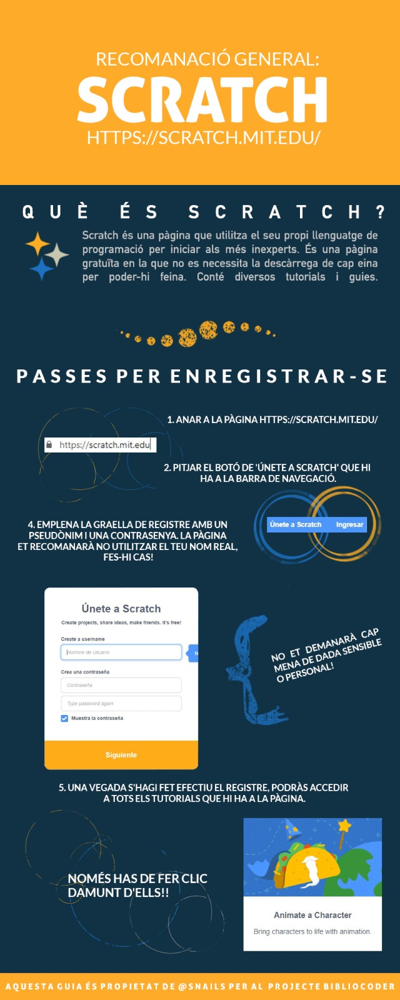 RECOMANACIÓ GENERAL:
SCRATCH
HTTPS://SCRATCH.MIT.EDU/
QUÈ ÉS SCRATCH?
Scratch és una pàgina que utilitza el seu propi llenguatge de
programació per iniciar als més inexperts. És una pàgina
gratuïta en la que no es necessita la descàrrega de cap eina
per poder-hi feina. Conté diversos tutorials i guies.
PASSES PER ENREGISTRAR-SE
1. ANAR A LA PÀGINA HTTPS://SCRATCH.MIT.EDU/
https://scratch.mit.edu
2. PITJAR EL BOTÓ DE 'ÚNETE A SCRATCH' QUE HI
HA A LA BARRA DE NAVEGACIÓ.
Únete a Scratch Ingresar
4. EMPLENA LA GRAELLA DE REGISTRE AMB UN
PSEUDÒNIM I UNA CONTRASENYA. LA PÀGINA
ET RECOMANARÀ NO UTILITZAR EL TEU NOM REAL,
FES-HI CAS!
Únete a Scratch
Create projects, share ideas, make friends. It's free!
Create a username
Nombre de Usuario
N
Crea una contraseña
Contraseña
Type password again
Muestra la contraseña
Siguiente
NO ET DEMANARÀ CAP
MENA DE DADA SENSIBLE
O PERSONAL!
5. UNA VEGADA S'HAGI FET EFECTIU EL REGISTRE, PODRÀS ACCEDIR
A TOTS ELS TUTORIALS QUE HI HA A LA PÀGINA.
NOMÉS HAS DE FER CLIC
DAMUNT D'ELLS!!
Animate a Character
Bring characters to life with animation.
AQUESTA GUIA ÉS PROPIETAT DE @SNAILS PER AL PROJECTE BIBLIOCODER